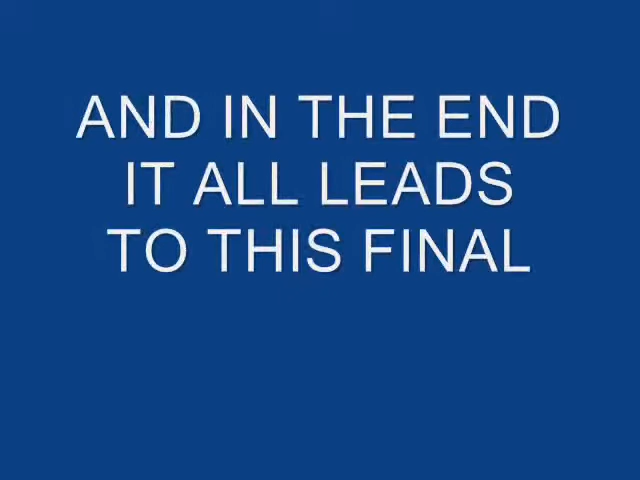 AND IN THE END
IT ALL LEADS
TO THIS FINAL